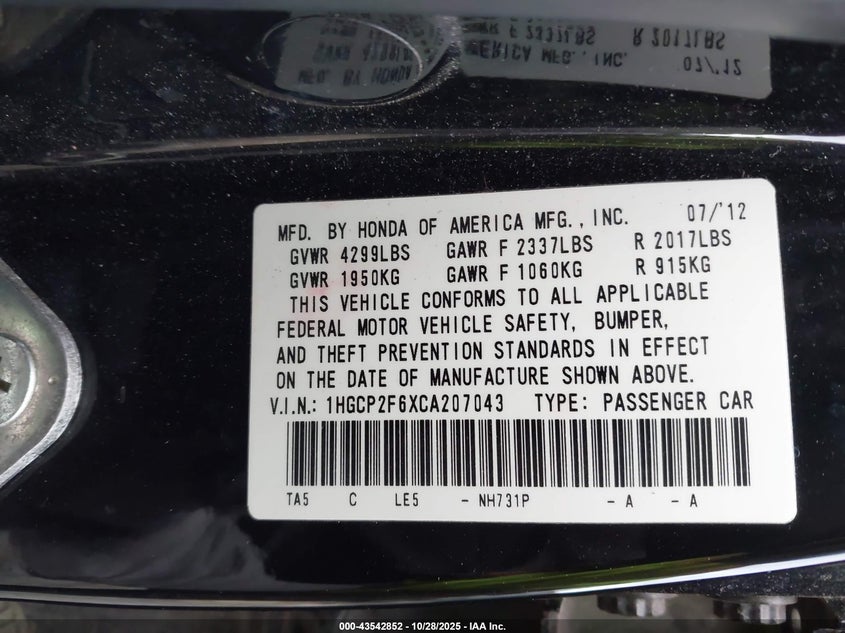 MFD. BY HONDA OF AMERICA MFG., INC. 07/'12
GVWR 4299LBS GAWR F 2337LBS R 2017LBS
GVWR 1950KG GAWR F 1060KG R 915KG
THIS VEHICLE CONFORMS TO ALL APPLICABLE
FEDERAL MOTOR VEHICLE SAFETY, BUMPER,
AND THEFT PREVENTION STANDARDS IN EFFECT
ON THE DATE OF MANUFACTURE SHOWN ABOVE.
V.I.N.: 1HGCP2F6XCA207043 TYPE: PASSENGER CAR
TA5 C LE5 - NH731P - A - A
000-43542852 - 10/28/2025 - IAA Inc.